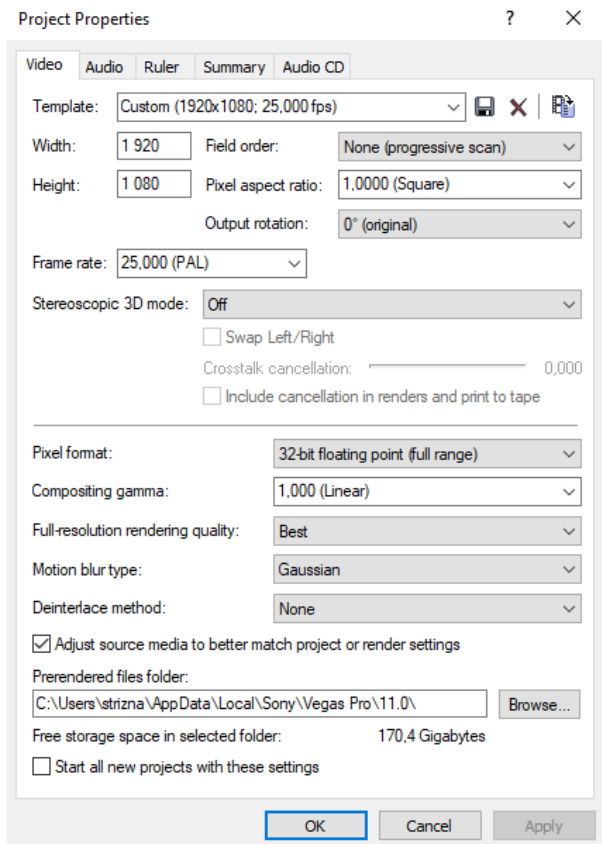 Project Properties ? X
Video Audio Ruler Summary Audio CD
Template: Custom (1920x1080; 25,000 fps)
Width: 1 920 Field order: None (progressive scan)
Height: 1 080 Pixel aspect ratio: 1,0000 (Square)
Output rotation: 0° (original)
Frame rate: 25,000 (PAL)
Stereoscopic 3D mode: Off
Swap Left/Right
Crosstalk cancellation: 0,000
Include cancellation in renders and print to tape
Pixel format: 32-bit floating point (full range)
Compositing gamma: 1,000 (Linear)
Full-resolution rendering quality: Best
Motion blur type: Gaussian
Deinterlace method: None
Adjust source media to better match project or render settings
Prerendered files folder:
C:\Users\strizna\AppData\Local\Sony\Vegas Pro\11.0\ Browse...
Free storage space in selected folder: 170,4 Gigabytes
Start all new projects with these settings
OK Cancel Apply